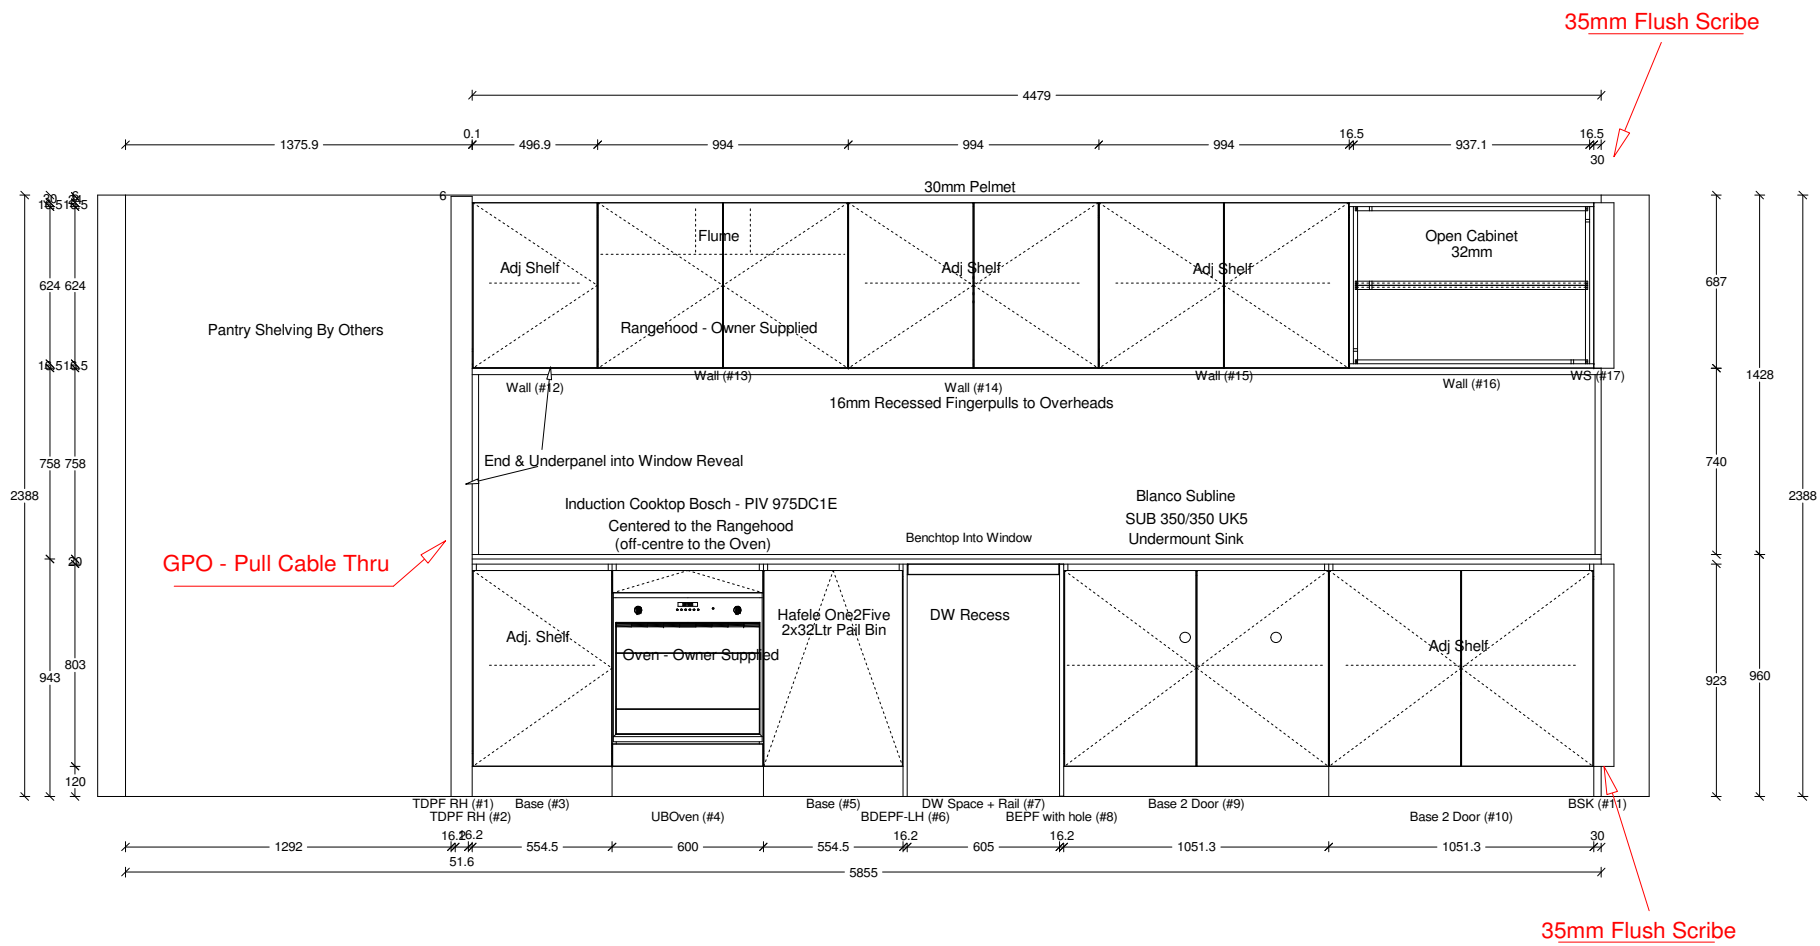 35mm Flush Scribe
4479
0.1
16.5
16.5
1375.9
496.9
994
994
994
937.1
30
30mm Pelmet
6
Flume
Open Cabinet
32mm
Adj Shelf
Adj Shelf
Adj Shelf
624
624
687
Pantry Shelving By Others
Rangehood - Owner Supplied
Wall (#12)
Wall (#13)
Wall (#14)
Wall (#15)
Wall (#16)
WS (#17)
1428
16mm Recessed Fingerpulls to Overheads
End & Underpanel into Window Reveal
758
758
740
2388
2388
Induction Cooktop Bosch - PIV 975DC1E
Centered to the Rangehood
(off-centre to the Oven)
Blanco Subline
SUB 350/350 UK5
Undermount Sink
Benchtop Into Window
GPO - Pull Cable Thru
20
Hafele One2Five
2x32Ltr Pail Bin
DW Recess
Adj. Shelf
Adj Shelf
Oven - Owner Supplied
803
943
923
960
120
TDPF RH (#1)
Base (#3)
Base (#5)
DW Space + Rail (#7)
Base 2 Door (#9)
BSK (#11)
TDPF RH (#2)
UBOven (#4)
BDEPF-LH (#6)
BEPF with hole (#8)
Base 2 Door (#10)
16.2
16.2
16.2
16.2
30
1292
51.6
554.5
600
554.5
605
1051.3
1051.3
5855
35mm Flush Scribe